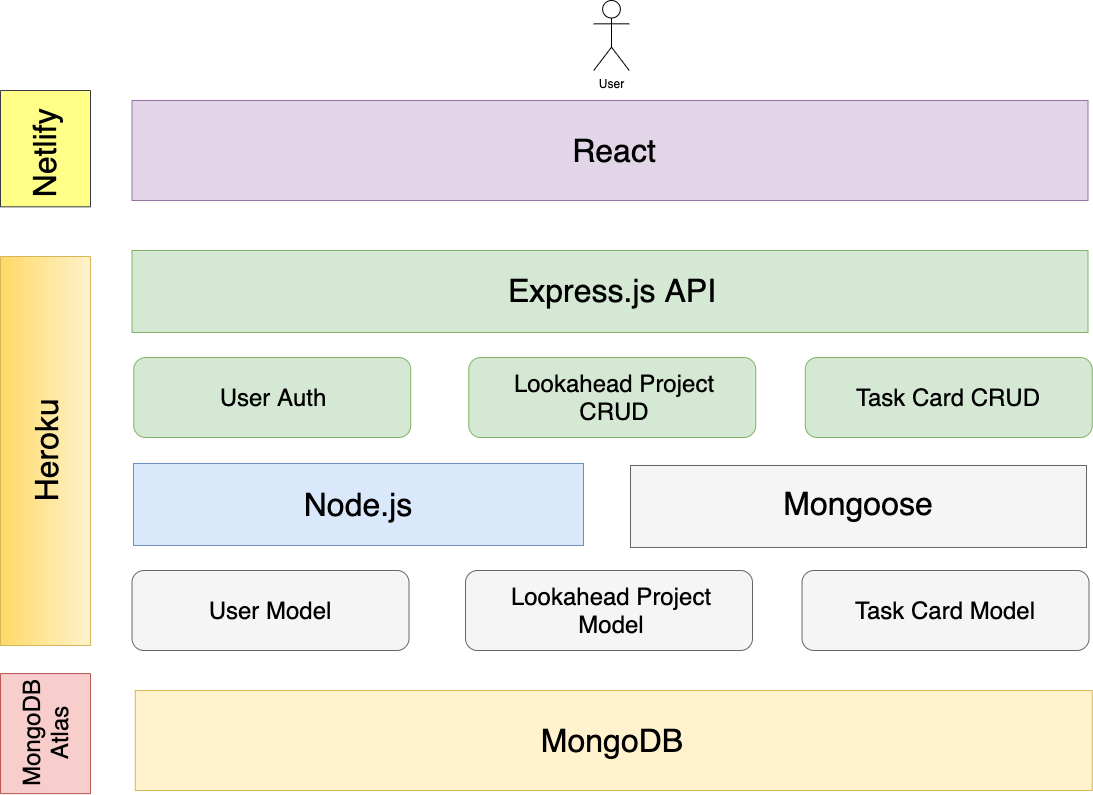 User
Netlify
React
Heroku
Express.js API
User Auth
Lookahead Project
CRUD
Task Card CRUD
Node.js
Mongoose
User Model
Lookahead Project
Model
Task Card Model
MongoDB
Atlas
MongoDB